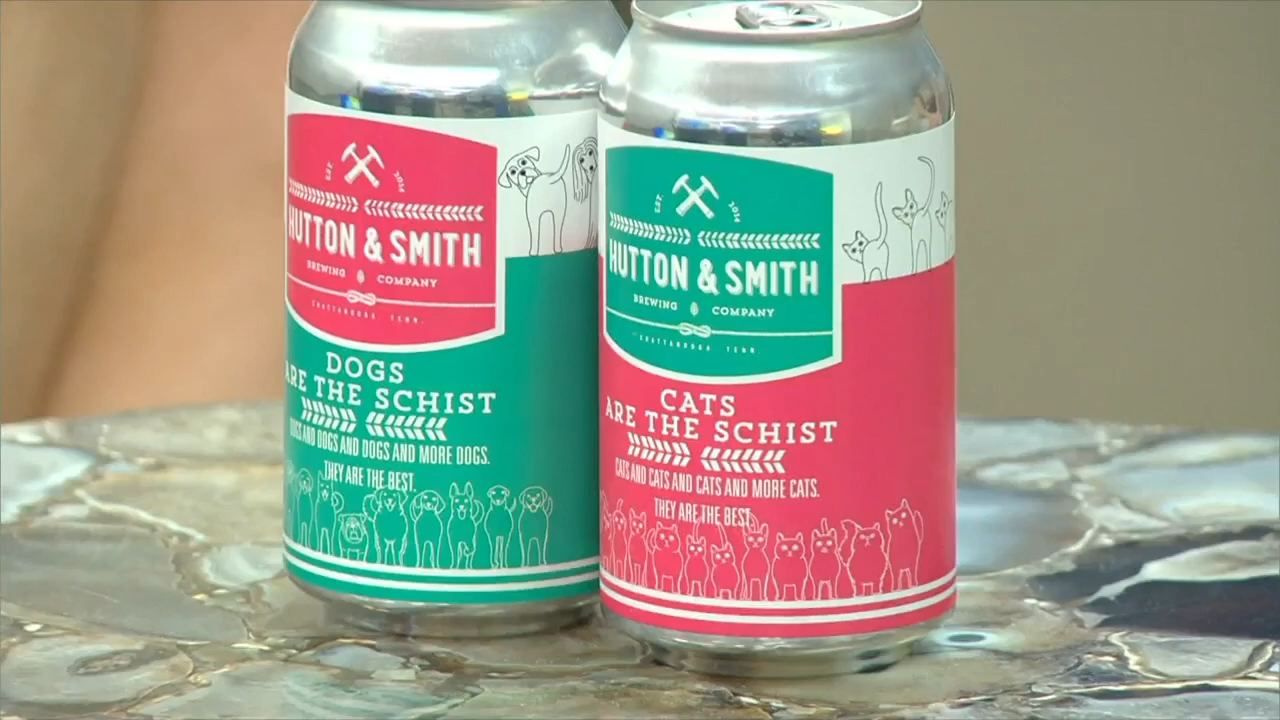 EST. 2014
HUTTON & SMITH
BREWING COMPANY
CHATTANOOGA TENN.
DOGS
ARE THE SCHIST
DOGS AND DOGS AND DOGS AND MORE DOGS.
THEY ARE THE BEST.
EST. 2014
HUTTON & SMITH
BREWING COMPANY
CHATTANOOGA TENN
CATS
ARE THE SCHIST
CATS AND CATS AND CATS AND MORE CATS.
THEY ARE THE BEST.